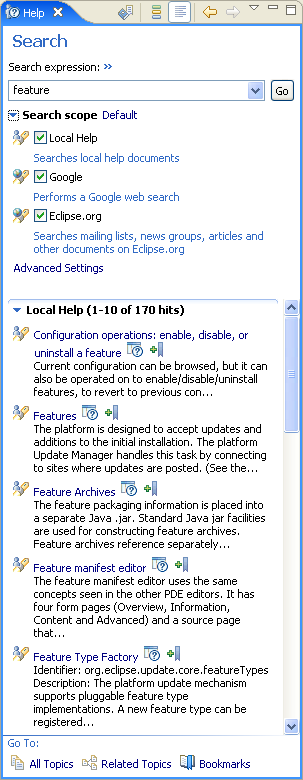 Help
Search
Search expression: »
feature
Go
Search scope Default
Local Help
Searches local help documents
Google
Performs a Google web search
Eclipse.org
Searches mailing lists, news groups, articles and
other documents on Eclipse.org
Advanced Settings
Local Help (1-10 of 170 hits)
Configuration operations: enable, disable, or
uninstall a feature
Current configuration can be browsed, but it can
also be operated on to enable/disable/uninstall
features, to revert to previous con...
Features
The platform is designed to accept updates and
additions to the initial installation. The platform
Update Manager handles this task by connecting
to sites where updates are posted. (See the...
Feature Archives
The feature packaging information is placed into
a separate Java .jar. Standard Java jar facilities
are used for constructing feature archives.
Feature archives reference separately...
Feature manifest editor
The feature manifest editor uses the same
concepts seen in the other PDE editors. It has
four form pages (Overview, Information,
Content and Advanced) and a source page
that...
Feature Type Factory
Identifier: org.eclipse.update.core.featureTypes
Description: The platform update mechanism
supports pluggable feature type
implementations. A new feature type can be
registered...
Go To:
All Topics Related Topics Bookmarks